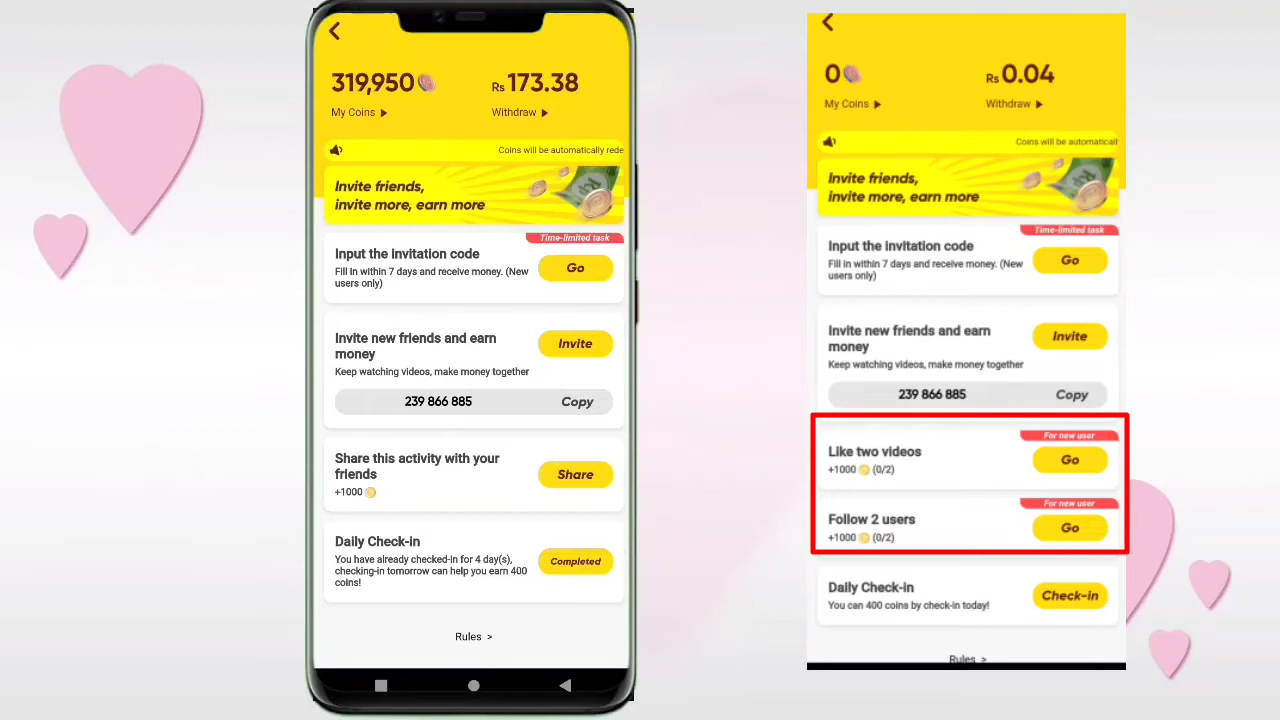 319,950
Rs 173.38
My Coins
Withdraw
Coins will be automatically rede
Invite friends,
invite more, earn more
Time-limited task
Input the invitation code
Fill in within 7 days and receive money. (New
users only)
Go
Invite new friends and earn
money
Invite
Keep watching videos, make money together
239 866 885
Copy
Share this activity with your
friends
+1000
Share
Daily Check-in
You have already checked-in for 4 day(s),
checking-in tomorrow can help you earn 400
coins!
Completed
Rules >
0
Rs 0.04
My Coins
Withdraw
Coins will be automaticall
Invite friends,
invite more, earn more
Time-limited task
Input the invitation code
Fill in within 7 days and receive money. (New
users only)
Go
Invite new friends and earn
money
Invite
Keep watching videos, make money together
239 866 885
Copy
For new user
Like two videos
+1000 (0/2)
Go
For new user
Follow 2 users
+1000 (0/2)
Go
Daily Check-in
You can 400 coins by check-in today!
Check-in
Rules >